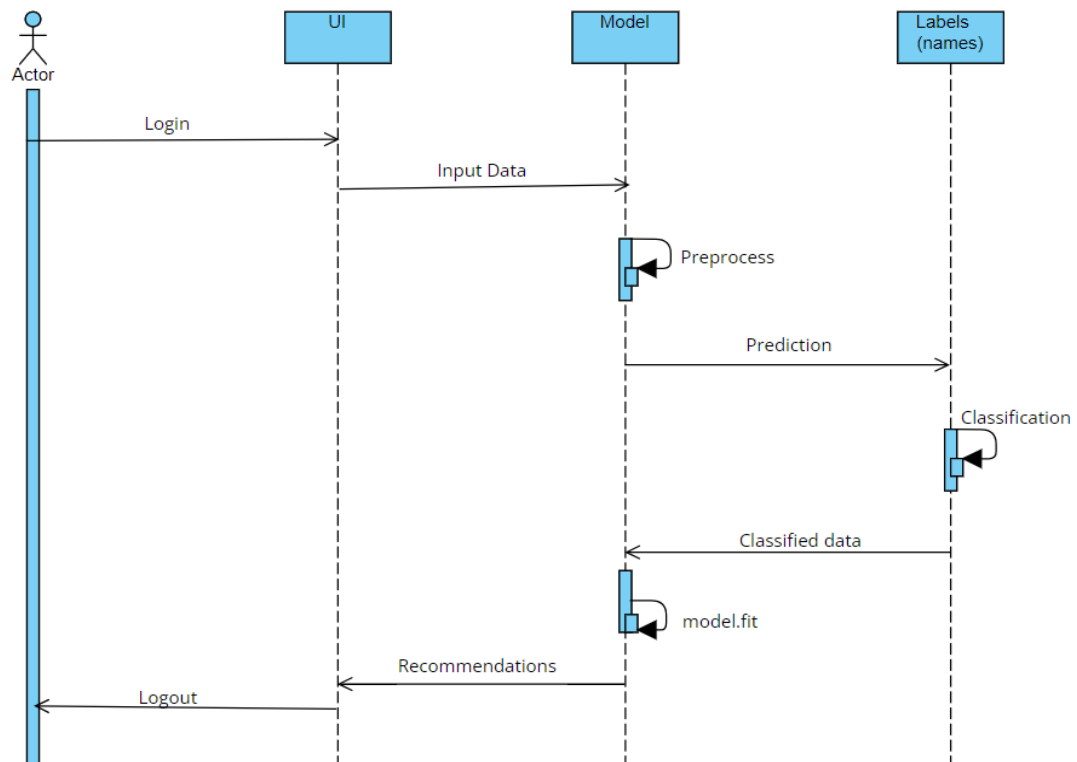 Actor
UI
Model
Labels
(names)
Login
Input Data
Preprocess
Prediction
Classification
Classified data
model.fit
Recommendations
Logout